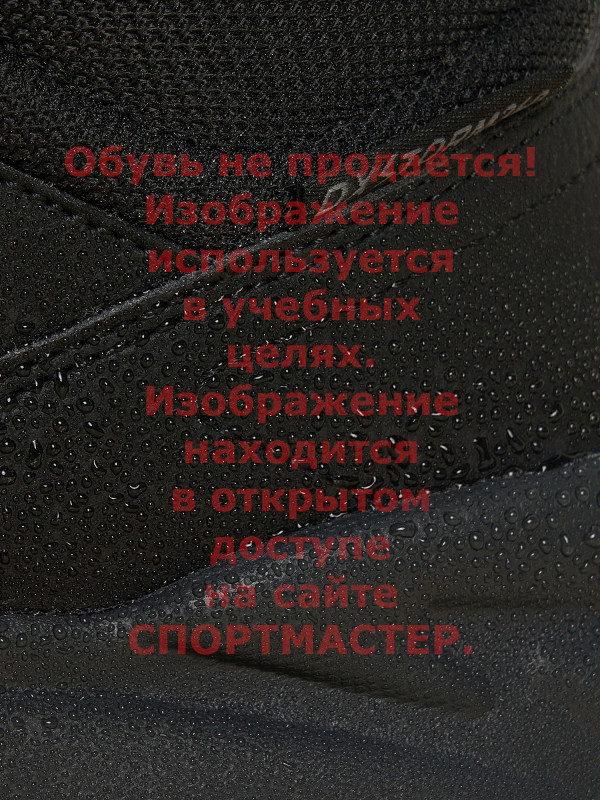 Обувь не продаётся!
Изображение
используется
в учебных
целях.
Изображение
находится
в открытом
доступе
на сайте
СПОРТМАСТЕР.